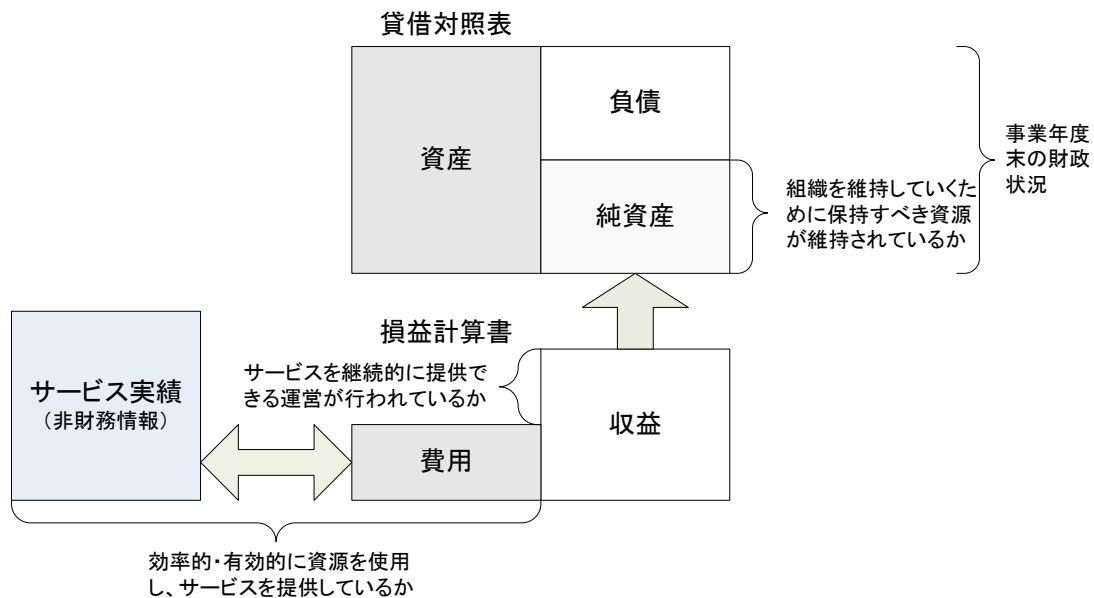 貸借対照表
資産
負債
純資産
組織を維持していくた
めに保持すべき資源
が維持されているか
事業年度
末の財政
状況
損益計算書
サービス実績
（非財務情報）
サービスを継続的に提供で
きる運営が行われているか
費用
収益
効率的・有効的に資源を使用
し、サービスを提供しているか